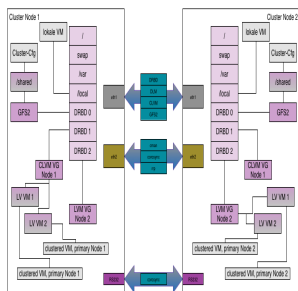 Cluster Node 1
Cluster Node 2
lokale VM
/
swap
/var
/local
DRBD 0
DRBD 1
DRBD 2
Cluster-Cfg
/shared
GFS2
CLVM VG
Node 1
LV VM 1
LV VM 2
LVM VG
Node 2
clustered VM, primary Node 2
clustered VM, primary Node 1
DLM
CLVM
GFS2
lokale VM
/
swap
/var
/local
DRBD 0
DRBD 1
DRBD 2
Cluster-Cfg
/shared
GFS2
CLVM VG
Node 1
LVM VG
Node 2
LV VM 1
LV VM 2
clustered VM, primary Node 2
clustered VM, primary Node 1